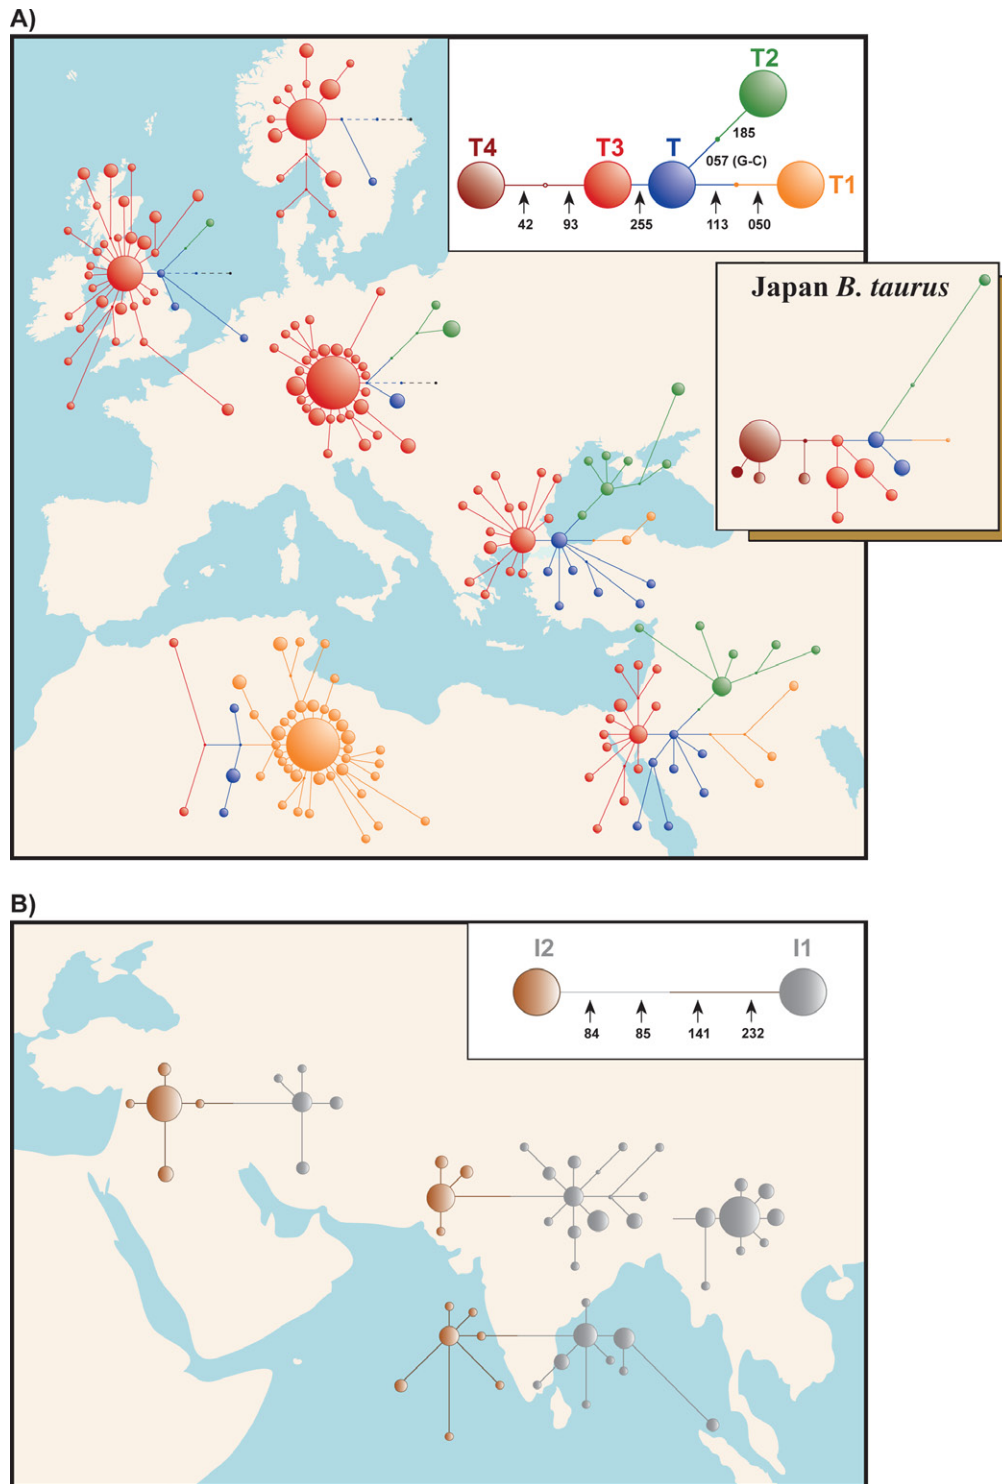 A)
T2
185
057 (G-C)
T4 T3 T T1
42 93 255 113 050
Japan B. taurus
B)
I2 I1
84 85 141 232